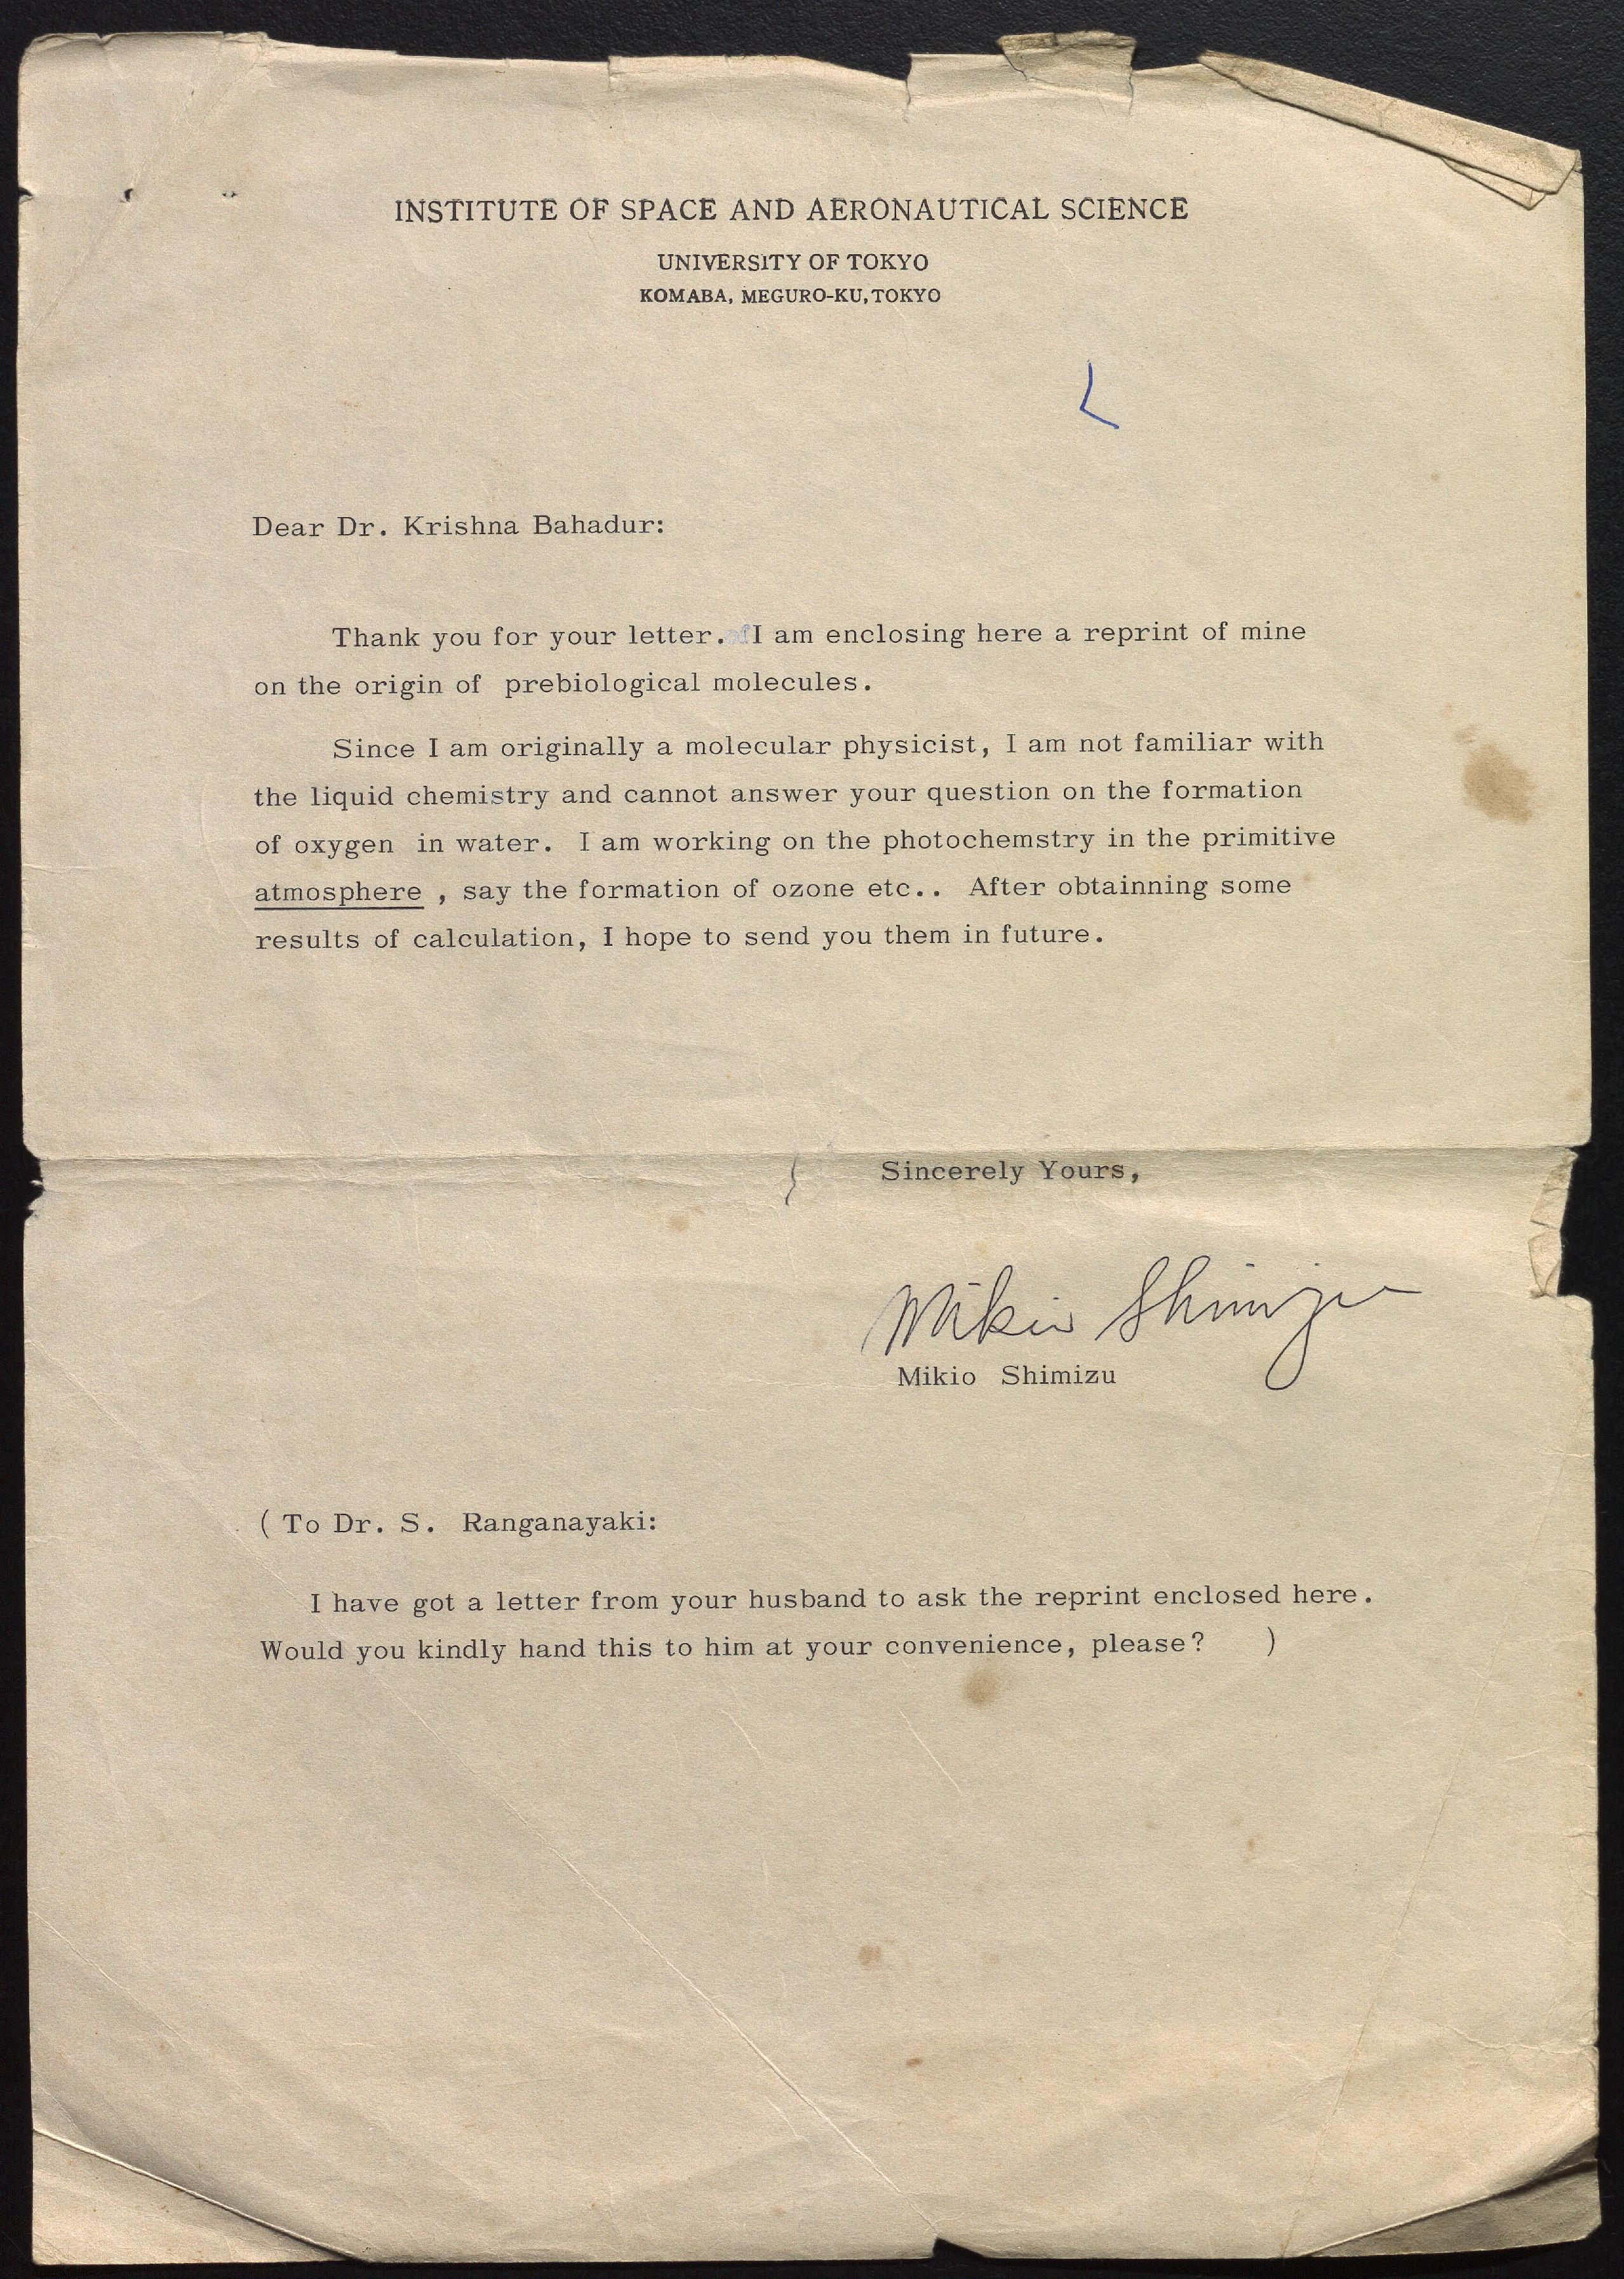 INSTITUTE OF SPACE AND AERONAUTICAL SCIENCE
UNIVERSITY OF TOKYO
KOMABA, MEGURO-KU, TOKYO
Dear Dr. Krishna Bahadur:
Thank you for your letter. I am enclosing here a reprint of mine
on the origin of prebiological molecules.
Since I am originally a molecular physicist, I am not familiar with
the liquid chemistry and cannot answer your question on the formation
of oxygen in water. I am working on the photochemstry in the primitive
atmosphere , say the formation of ozone etc.. After obtainning some
results of calculation, I hope to send you them in future.
Sincerely Yours,
Mikio Shimizu
Mikio Shimizu
( To Dr. S. Ranganayaki:
I have got a letter from your husband to ask the reprint enclosed here.
Would you kindly hand this to him at your convenience, please? )